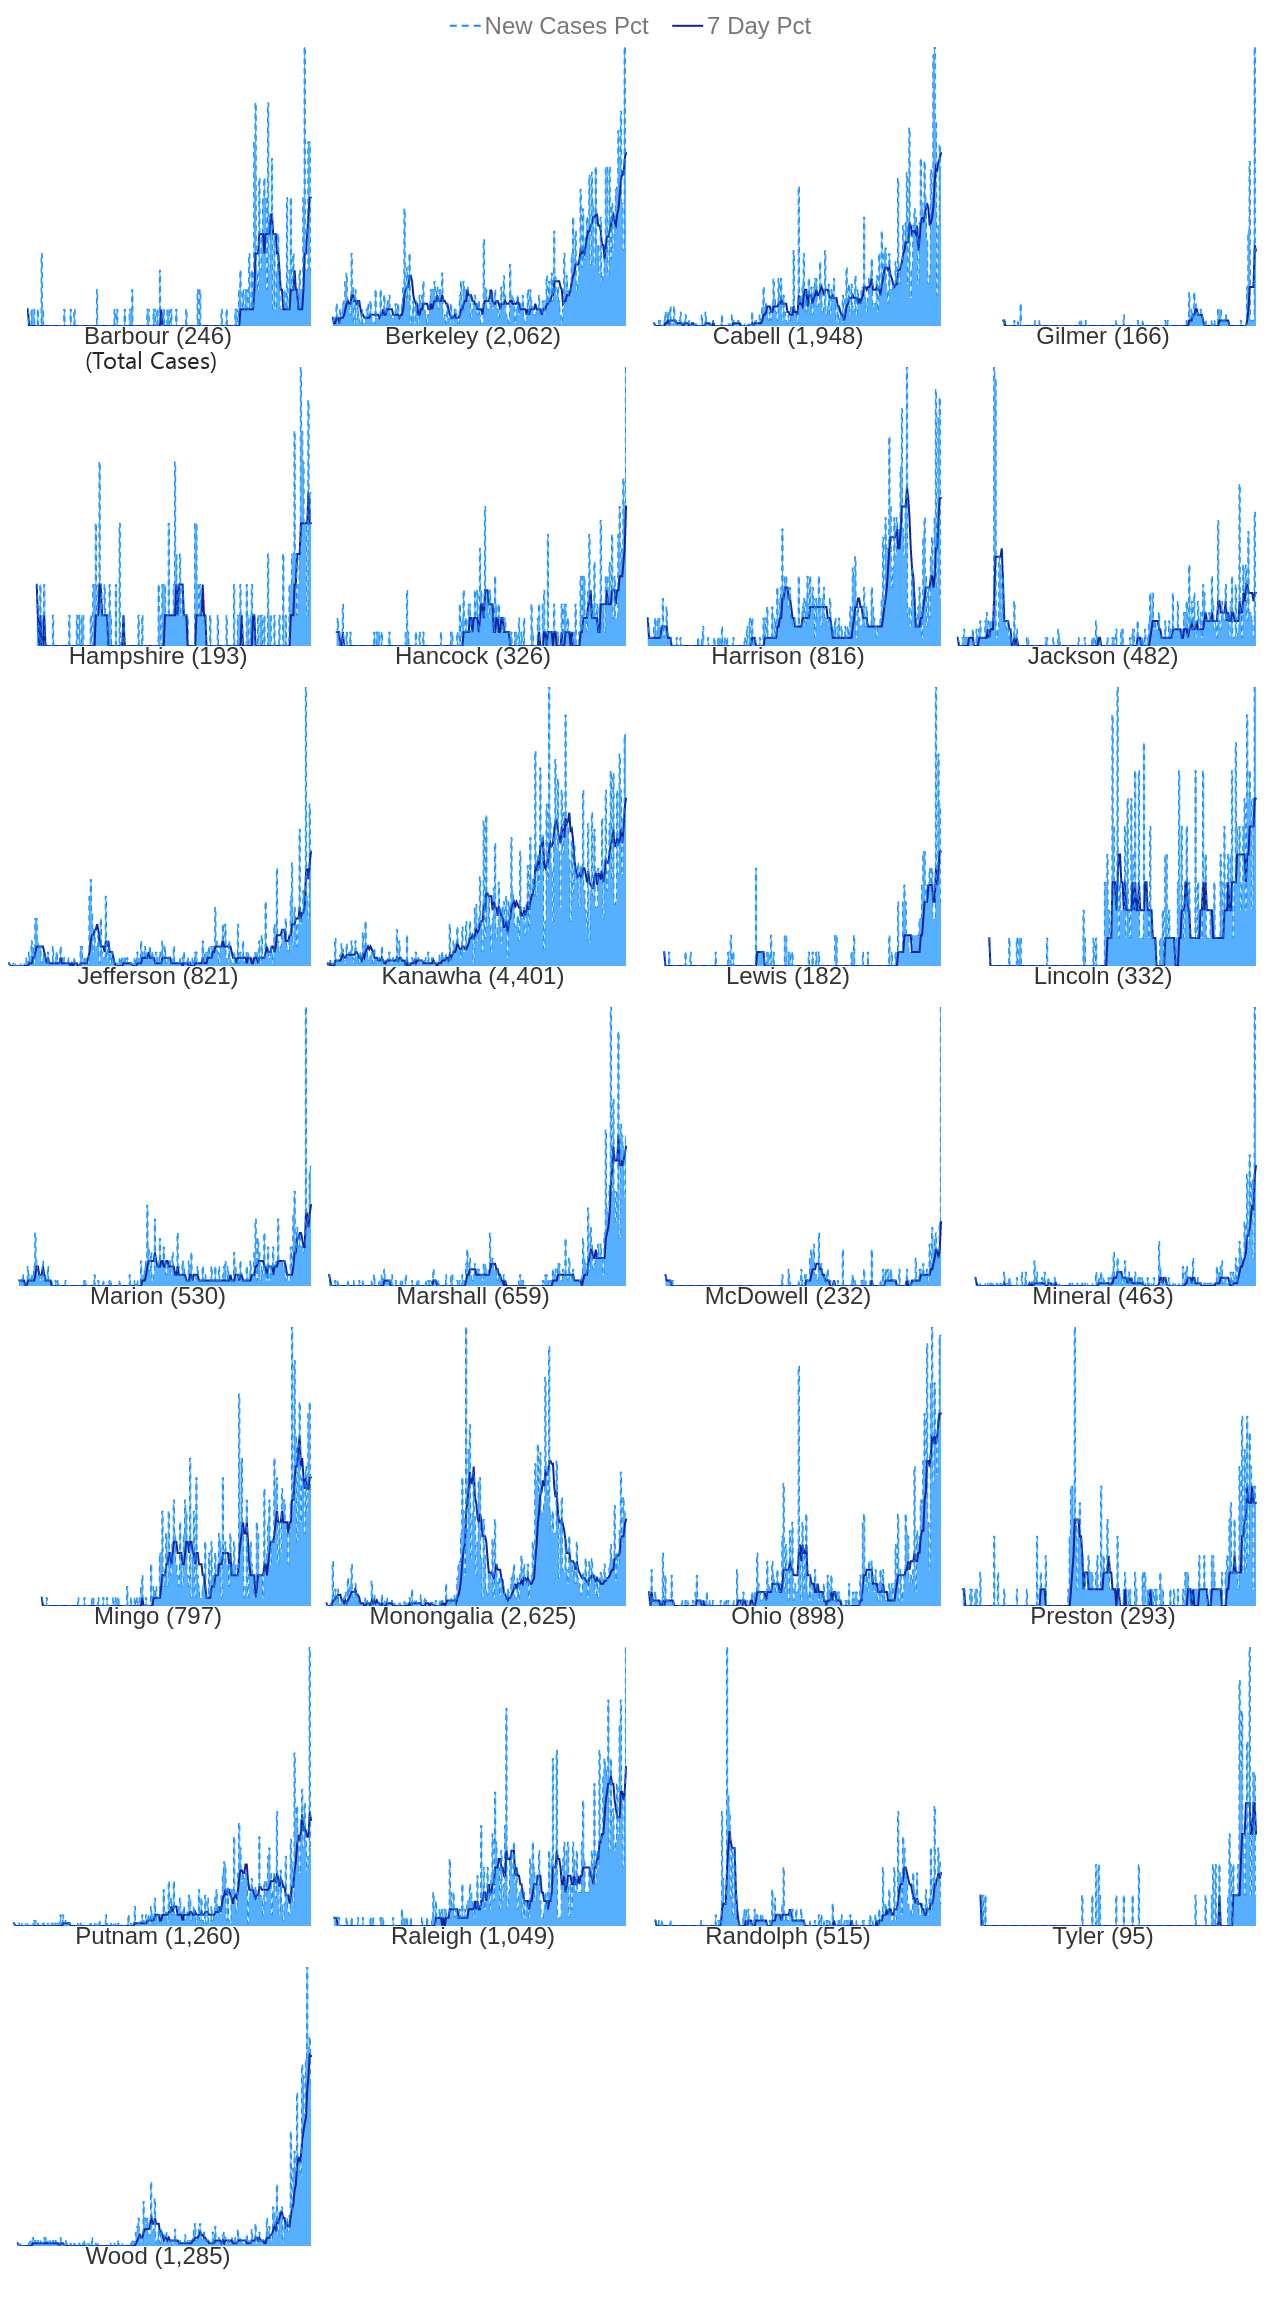 New Cases Pct 7 Day Pct
Barbour (246) Berkeley (2,062) Cabell (1,948) Gilmer (166)
(Total Cases)
Hampshire (193) Hancock (326) Harrison (816) Jackson (482)
Jefferson (821) Kanawha (4,401) Lewis (182) Lincoln (332)
Marion (530) Marshall (659) McDowell (232) Mineral (463)
Mingo (797) Monongalia (2,625) Ohio (898) Preston (293)
Putnam (1,260) Raleigh (1,049) Randolph (515) Tyler (95)
Wood (1,285)